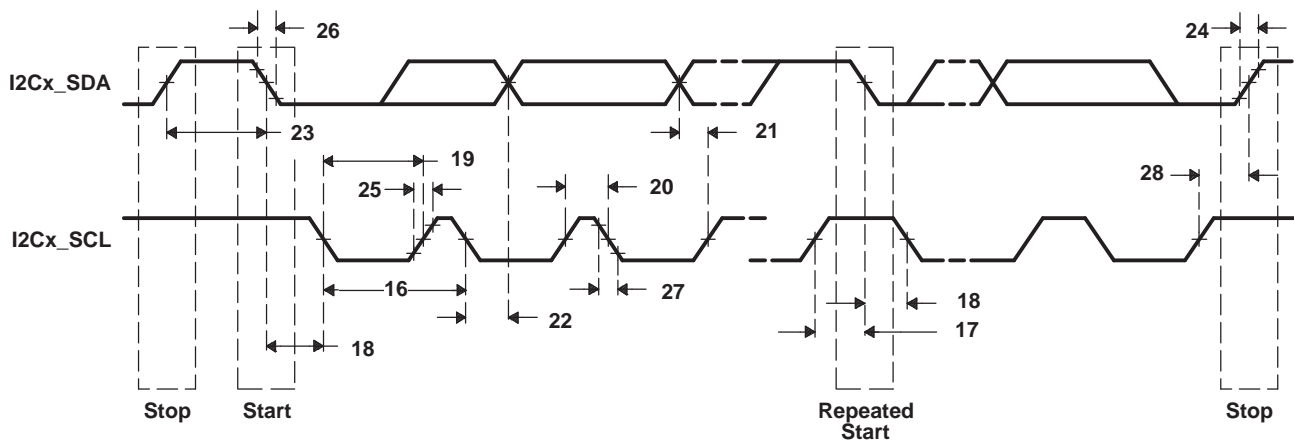 26
24
I2Cx_SDA
23
21
19
25
20
28
I2Cx_SCL
16
27
18
22
17
18
Stop
Start
Repeated
Start
Stop